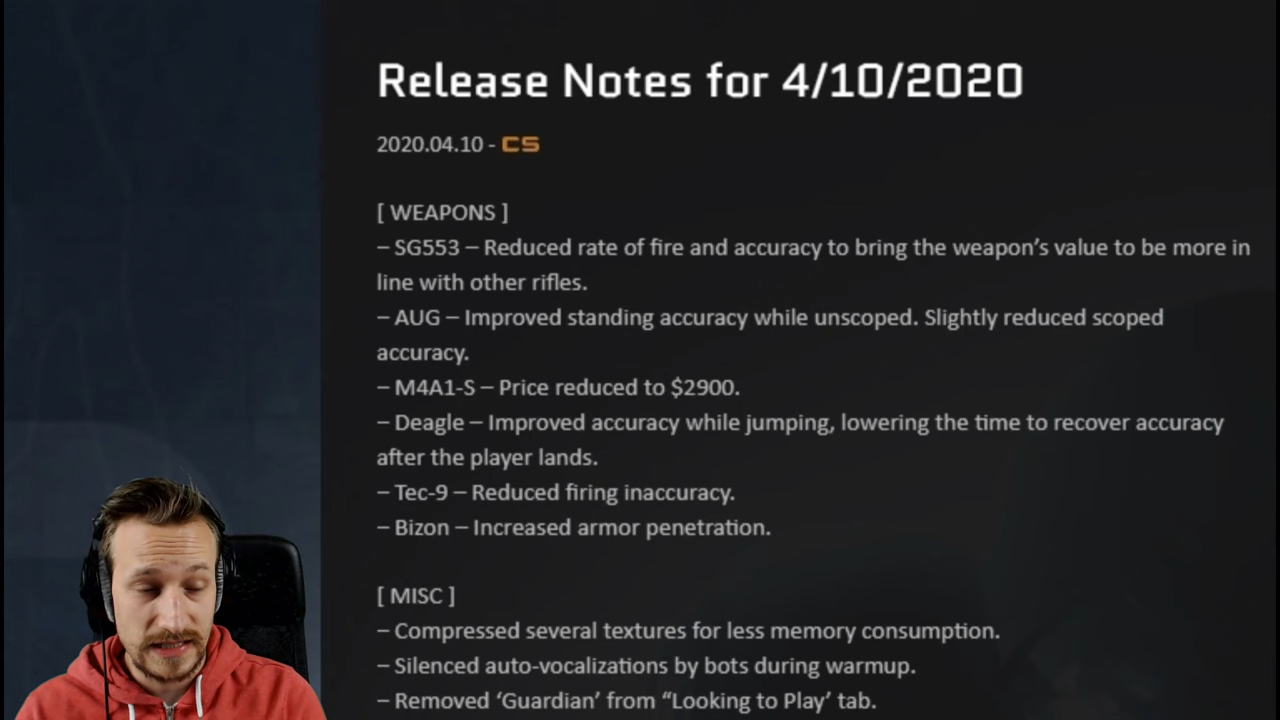 Release Notes for 4/10/2020
2020.04.10 - CS
[ WEAPONS ]
– SG553 – Reduced rate of fire and accuracy to bring the weapon’s value to be more in
line with other rifles.
– AUG – Improved standing accuracy while unscoped. Slightly reduced scoped
accuracy.
– M4A1-S – Price reduced to $2900.
– Deagle – Improved accuracy while jumping, lowering the time to recover accuracy
after the player lands.
– Tec-9 – Reduced firing inaccuracy.
– Bizon – Increased armor penetration.
[ MISC ]
– Compressed several textures for less memory consumption.
– Silenced auto-vocalizations by bots during warmup.
– Removed ‘Guardian’ from “Looking to Play’ tab.